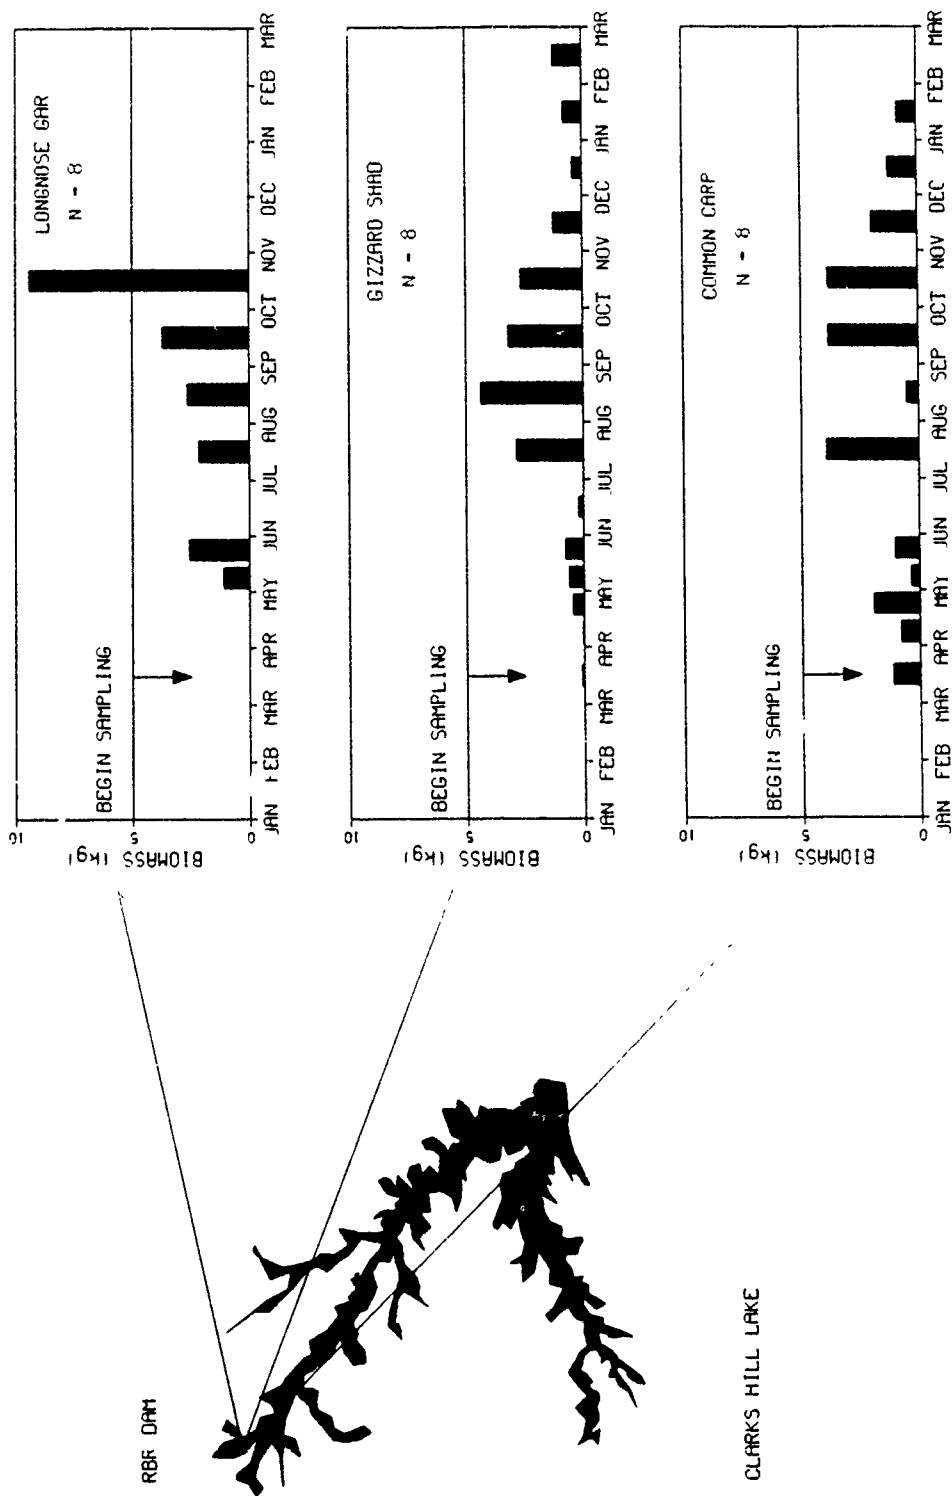 RBR DAM
CLARKS HILL LAKE
LONGNOSE GAR
N - 8
BEGIN SAMPLING
BIOMASS (kg)
10
5
0
JAN FEB MAR APR MAY JUN JUL AUG SEP OCT NOV DEC JAN FEB MAR
GIZZARD SHAD
N - 8
BEGIN SAMPLING
BIOMASS (kg)
10
5
0
JAN FEB MAR APR MAY JUN JUL AUG SEP OCT NOV DEC JAN FEB MAR
COMMON CARP
N - 8
BEGIN SAMPLING
BIOMASS (kg)
10
5
0
JAN FEB MAR APR MAY JUN JUL AUG SEP OCT NOV DEC JAN FEB MAR